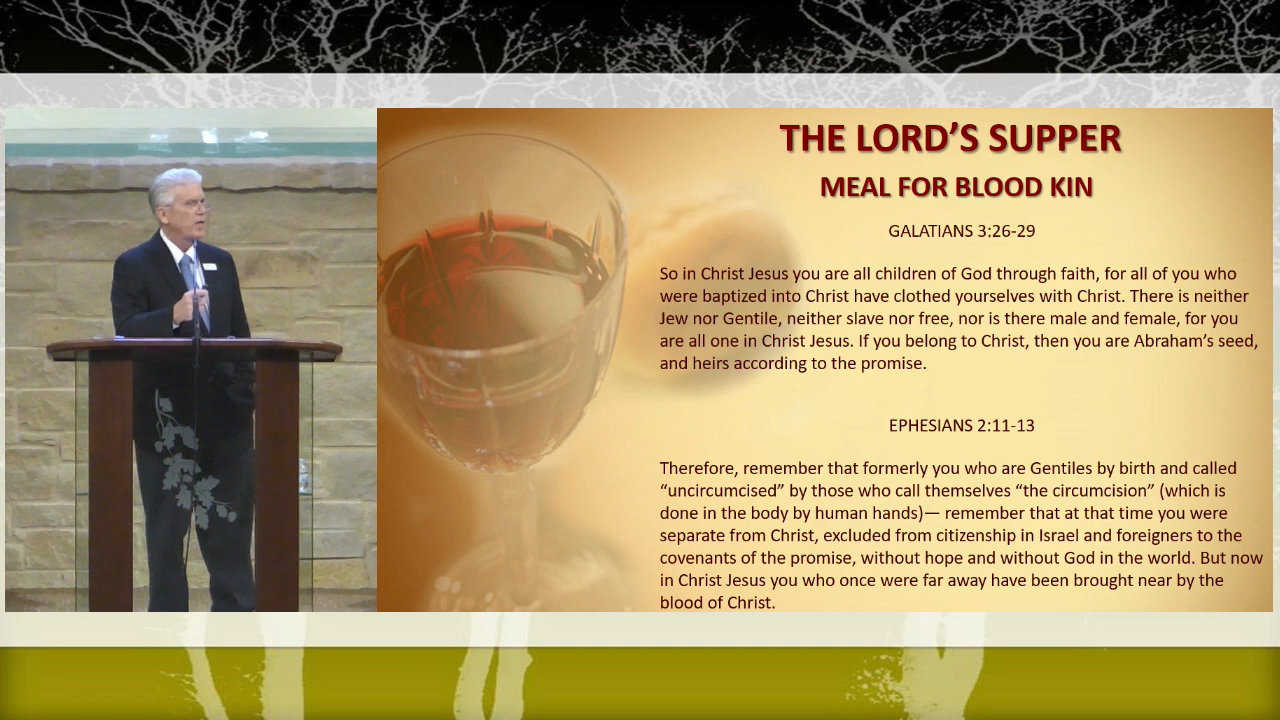 THE LORD’S SUPPER
MEAL FOR BLOOD KIN
GALATIANS 3:26-29
So in Christ Jesus you are all children of God through faith, for all of you who
were baptized into Christ have clothed yourselves with Christ. There is neither
Jew nor Gentile, neither slave nor free, nor is there male and female, for you
are all one in Christ Jesus. If you belong to Christ, then you are Abraham’s seed,
and heirs according to the promise.
EPHESIANS 2:11-13
Therefore, remember that formerly you who are Gentiles by birth and called
“uncircumcised” by those who call themselves “the circumcision” (which is
done in the body by human hands)— remember that at that time you were
separate from Christ, excluded from citizenship in Israel and foreigners to the
covenants of the promise, without hope and without God in the world. But now
in Christ Jesus you who once were far away have been brought near by the
blood of Christ.